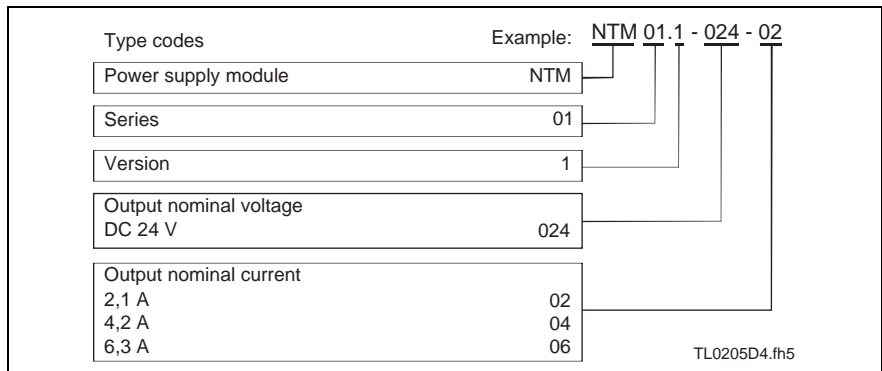 Type codes Example: NTM 01.1 - 024 - 02
Power supply module NTM
Series 01
Version 1
Output nominal voltage
DC 24 V 024
Output nominal current
2,1 A 02
4,2 A 04
6,3 A 06
TL0205D4.fh5